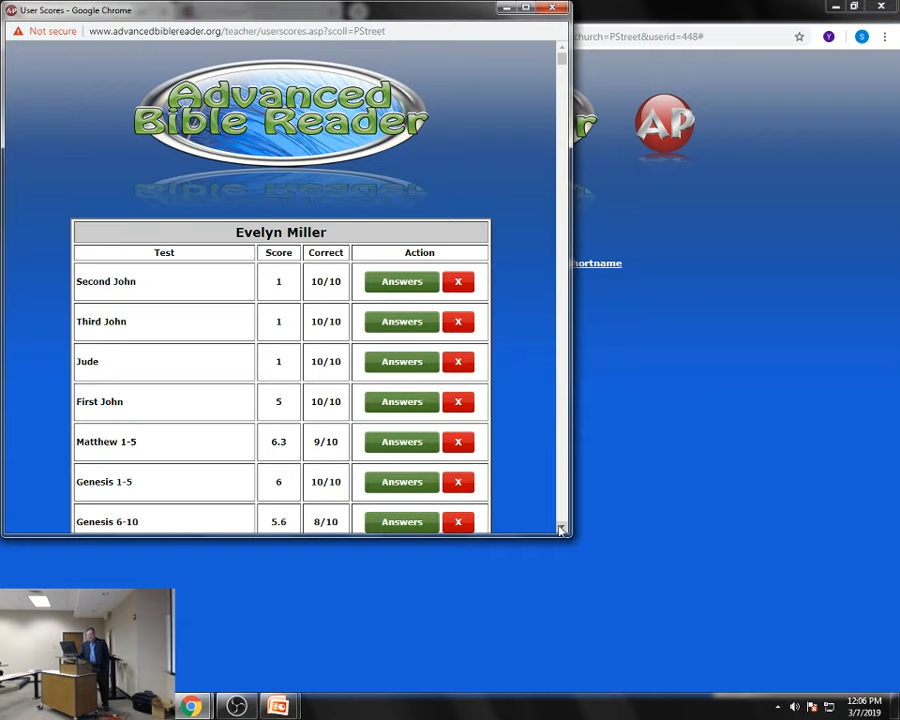 User Scores - Google Chrome
Not secure | www.advancedbiblereader.org/teacher/userscores.asp?scoll=PStreet
church=PStreet&userid=448#
Y
S
Advanced
Bible Reader
AP
Evelyn Miller
Test Score Correct Action
Second John 1 10/10 Answers X
Third John 1 10/10 Answers X
Jude 1 10/10 Answers X
First John 5 10/10 Answers X
Matthew 1-5 6.3 9/10 Answers X
Genesis 1-5 6 10/10 Answers X
Genesis 6-10 5.6 8/10 Answers X
hortname
12:06 PM
3/7/2019